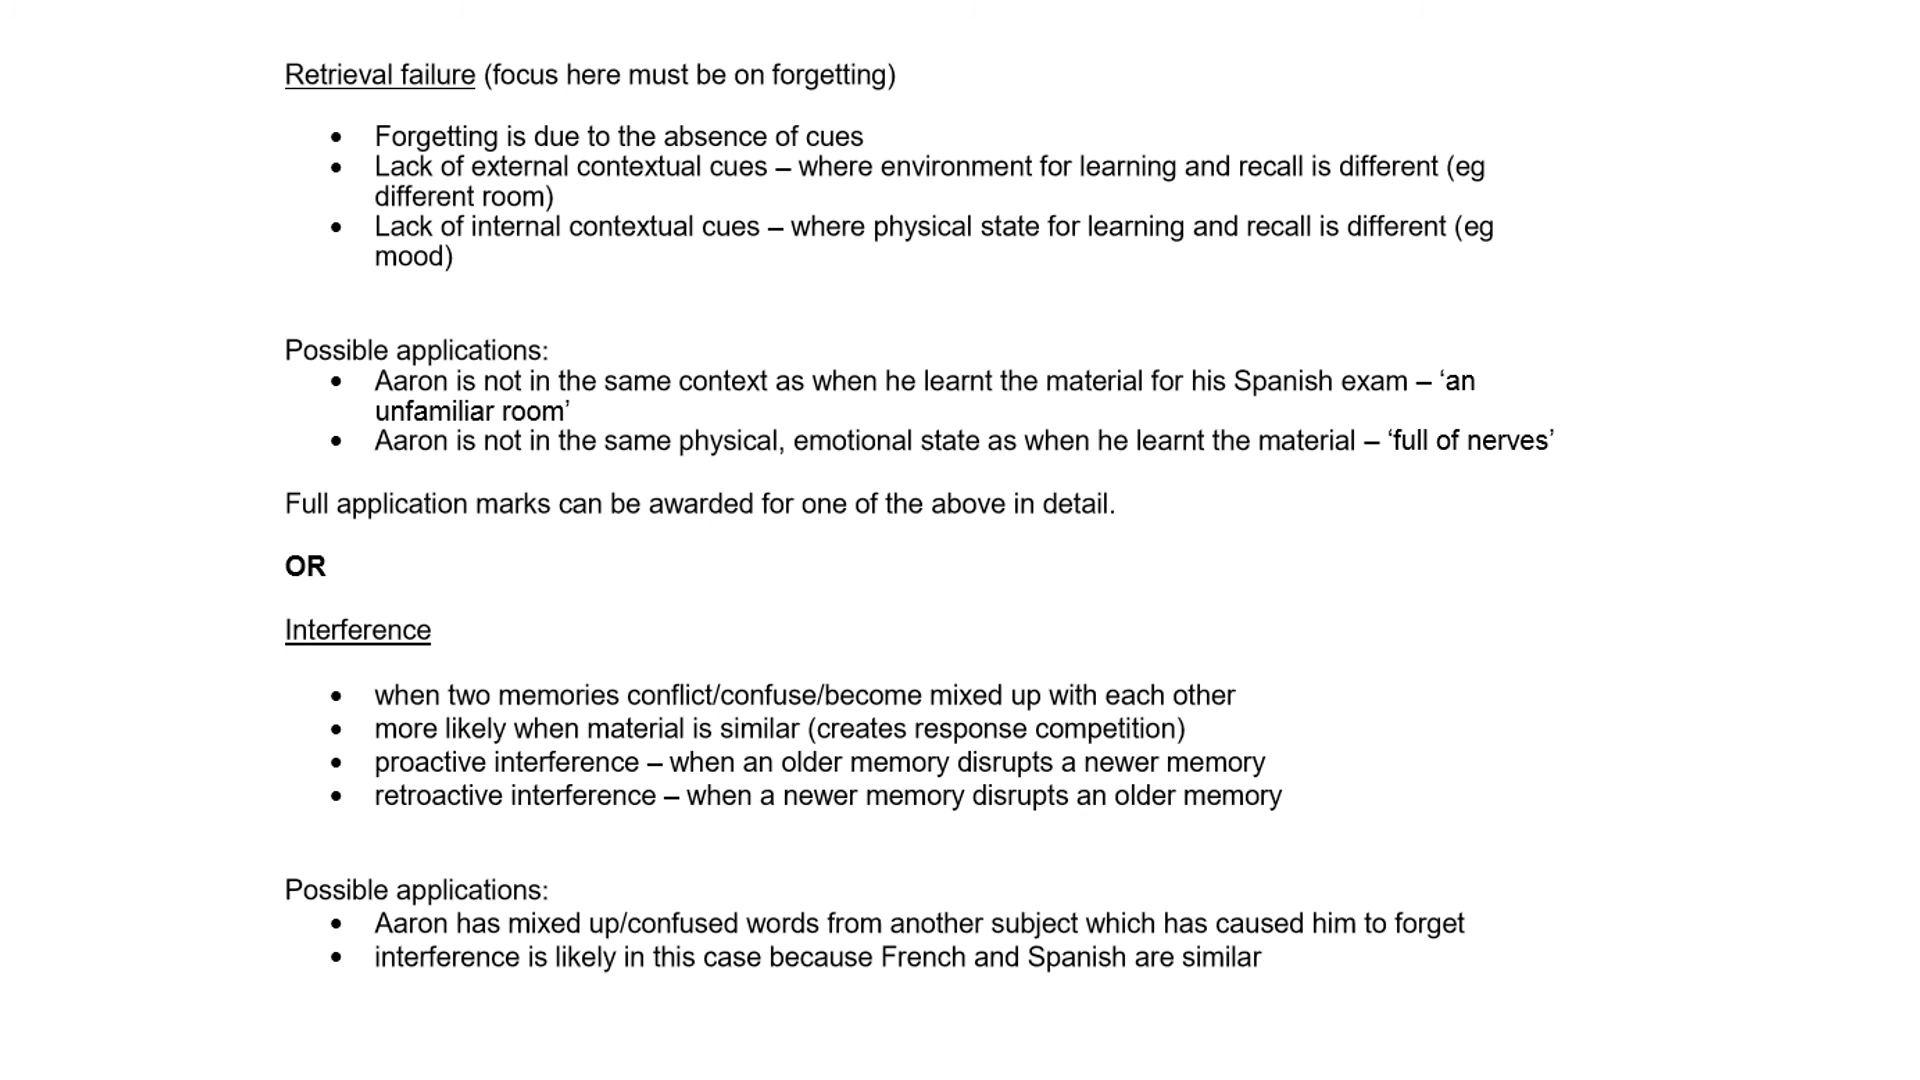 Retrieval failure (focus here must be on forgetting)
• Forgetting is due to the absence of cues
• Lack of external contextual cues – where environment for learning and recall is different (eg
different room)
• Lack of internal contextual cues – where physical state for learning and recall is different (eg
mood)
Possible applications:
• Aaron is not in the same context as when he learnt the material for his Spanish exam – ‘an
unfamiliar room’
• Aaron is not in the same physical, emotional state as when he learnt the material – ‘full of nerves’
Full application marks can be awarded for one of the above in detail.
OR
Interference
• when two memories conflict/confuse/become mixed up with each other
• more likely when material is similar (creates response competition)
• proactive interference – when an older memory disrupts a newer memory
• retroactive interference – when a newer memory disrupts an older memory
Possible applications:
• Aaron has mixed up/confused words from another subject which has caused him to forget
• interference is likely in this case because French and Spanish are similar